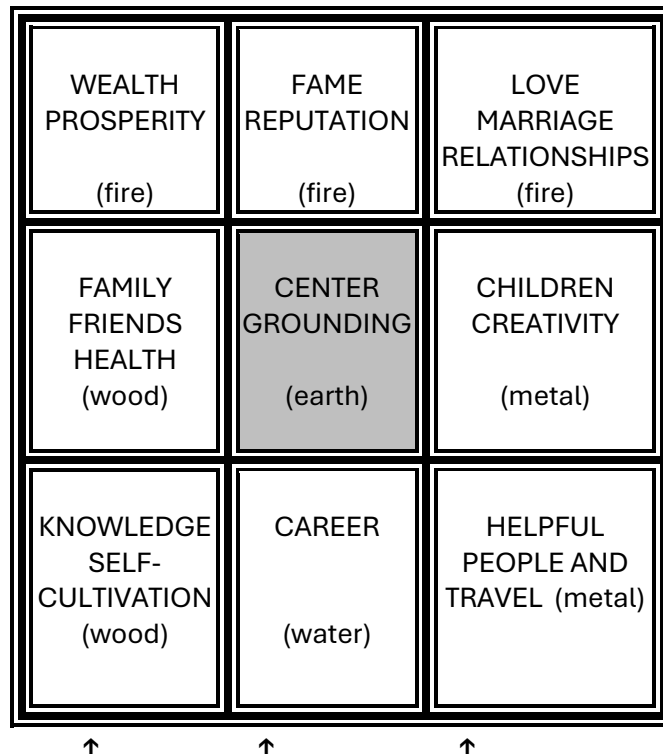 WEALTH
PROSPERITY
(fire)
FAME
REPUTATION
(fire)
LOVE
MARRIAGE
RELATIONSHIPS
(fire)
FAMILY
FRIENDS
HEALTH
(wood)
CENTER
GROUNDING
(earth)
CHILDREN
CREATIVITY
(metal)
KNOWLEDGE
SELF-
CULTIVATION
(wood)
CAREER
(water)
HELPFUL
PEOPLE AND
TRAVEL (metal)
↑ ↑ ↑